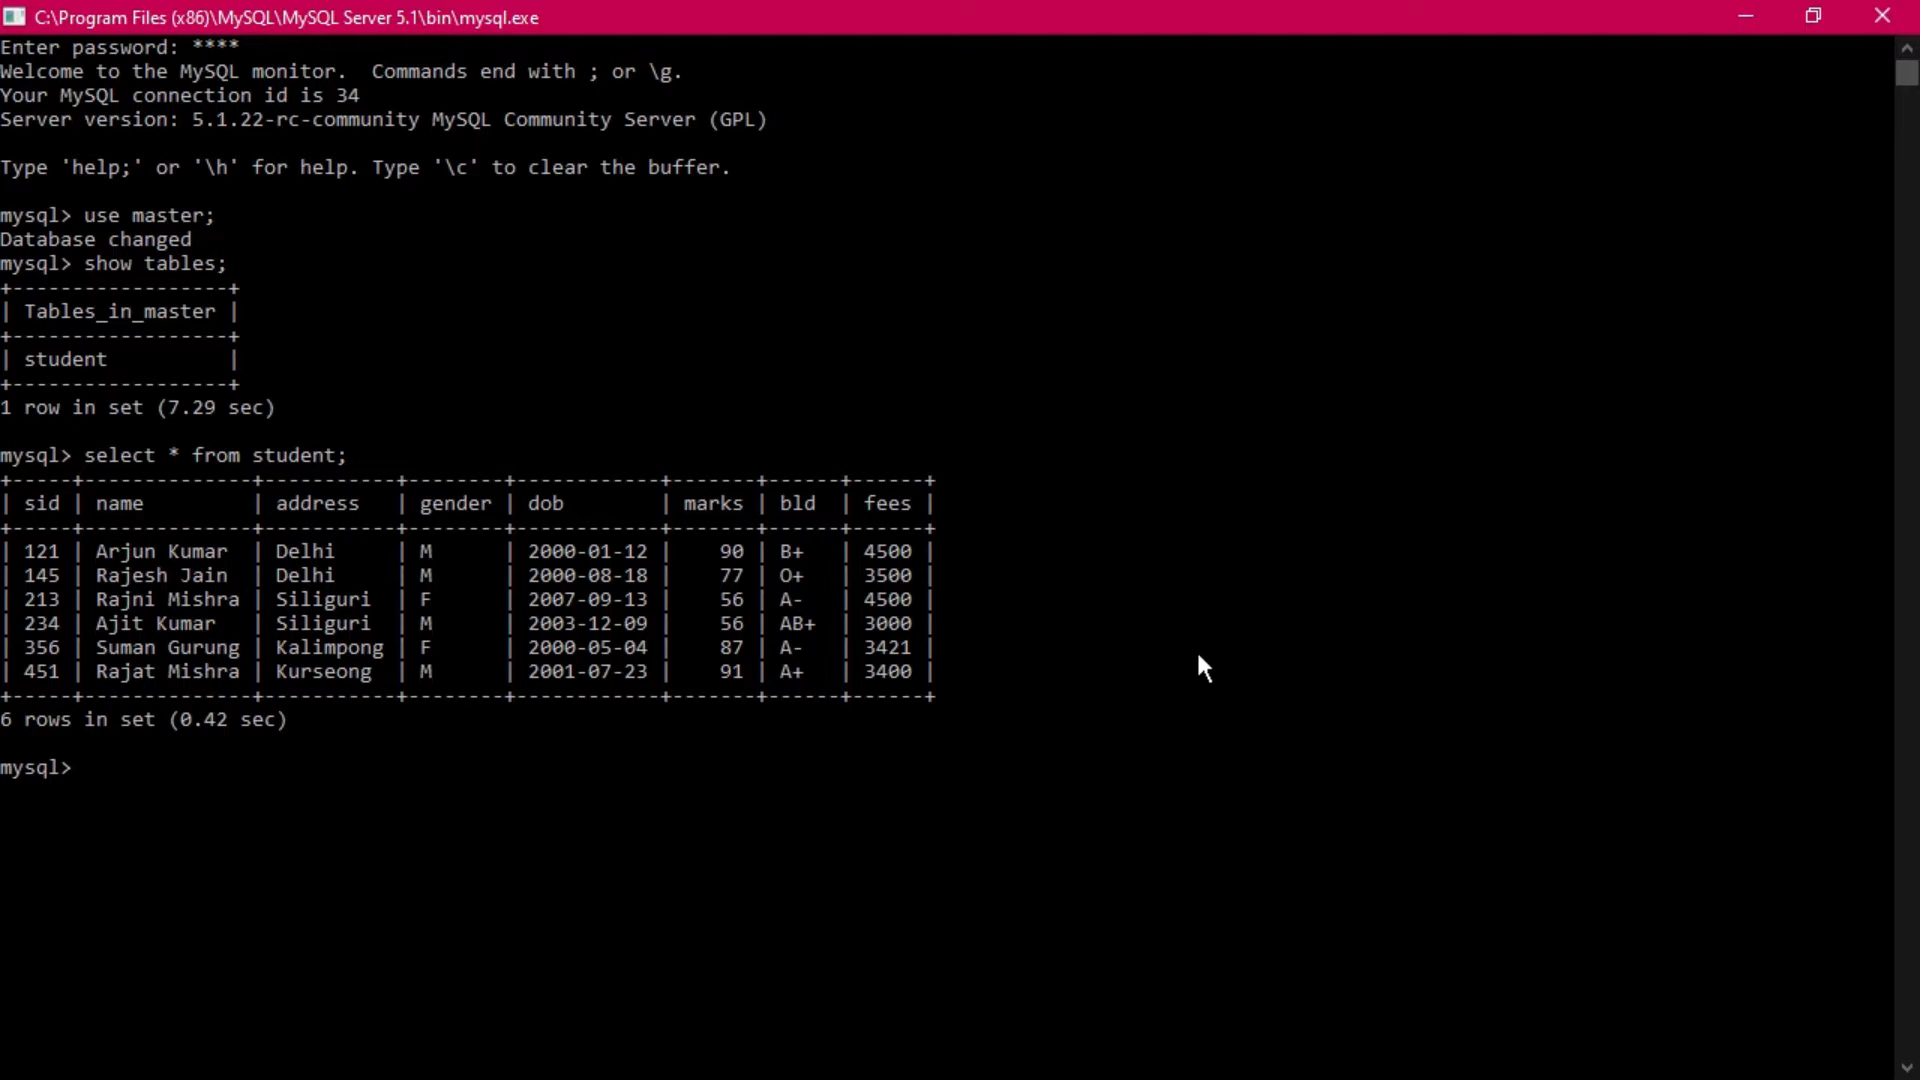 C:\Program Files (x86)\MySQL\MySQL Server 5.1\bin\mysql.exe
Enter password: ****
Welcome to the MySQL monitor.  Commands end with ; or \g.
Your MySQL connection id is 34
Server version: 5.1.22-rc-community MySQL Community Server (GPL)
Type 'help;' or '\h' for help. Type '\c' to clear the buffer.
mysql> use master;
Database changed
mysql> show tables;
+------------------+
| Tables_in_master |
+------------------+
| student          |
+------------------+
1 row in set (7.29 sec)
mysql> select * from student;
+-----+--------------+-----------+--------+------------+-------+------+------+
| sid | name         | address   | gender | dob        | marks | bld  | fees |
+-----+--------------+-----------+--------+------------+-------+------+------+
| 121 | Arjun Kumar  | Delhi     | M      | 2000-01-12 |    90 | B+   | 4500 |
| 145 | Rajesh Jain  | Delhi     | M      | 2000-08-18 |    77 | O+   | 3500 |
| 213 | Rajni Mishra | Siliguri  | F      | 2007-09-13 |    56 | A-   | 4500 |
| 234 | Ajit Kumar   | Siliguri  | M      | 2003-12-09 |    56 | AB+  | 3000 |
| 356 | Suman Gurung | Kalimpong | F      | 2000-05-04 |    87 | A-   | 3421 |
| 451 | Rajat Mishra | Kurseong  | M      | 2001-07-23 |    91 | A+   | 3400 |
+-----+--------------+-----------+--------+------------+-------+------+------+
6 rows in set (0.42 sec)
mysql>